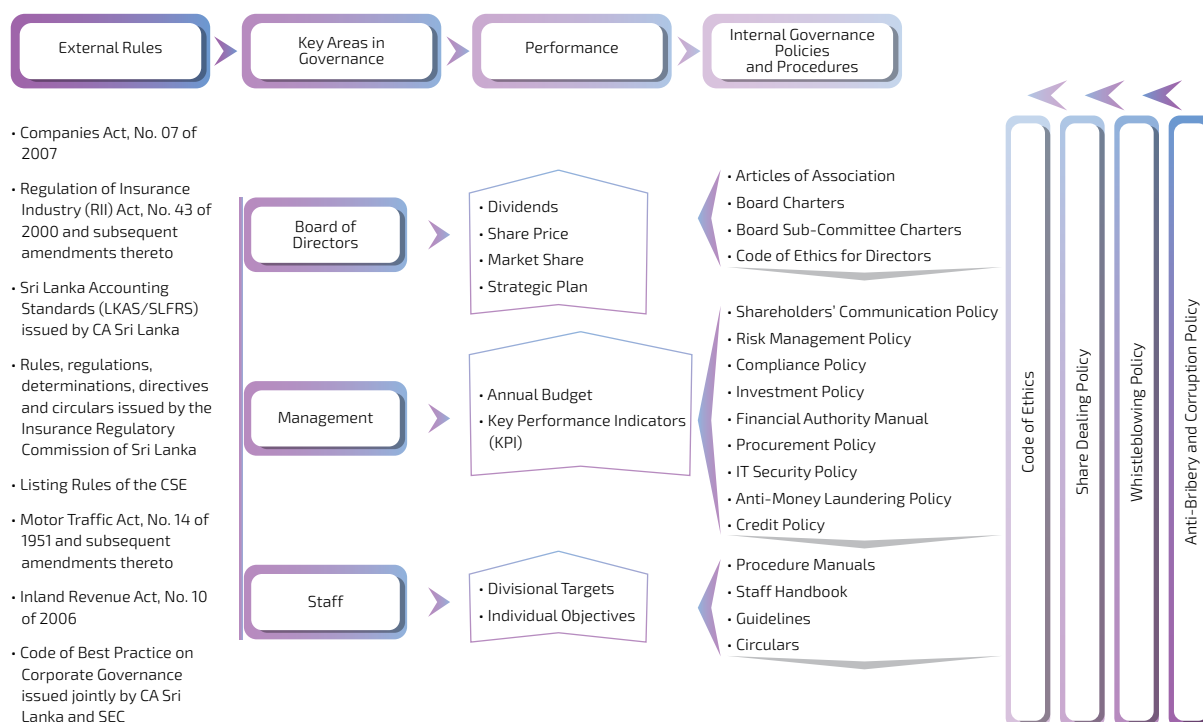 External Rules
Key Areas in
Governance
Performance
Internal Governance
Policies
and Procedures
• Companies Act, No. 07 of
2007
• Regulation of Insurance
Industry (RII) Act, No. 43 of
2000 and subsequent
amendments thereto
• Sri Lanka Accounting
Standards (LKAS/SLFRS)
issued by CA Sri Lanka
• Rules, regulations,
determinations, directives
and circulars issued by the
Insurance Regulatory
Commission of Sri Lanka
• Listing Rules of the CSE
• Motor Traffic Act, No. 14 of
1951 and subsequent
amendments thereto
• Inland Revenue Act, No. 10
of 2006
• Code of Best Practice on
Corporate Governance
issued jointly by CA Sri
Lanka and SEC
Board of
Directors
• Dividends
• Share Price
• Market Share
• Strategic Plan
• Articles of Association
• Board Charters
• Board Sub-Committee Charters
• Code of Ethics for Directors
Management
• Annual Budget
• Key Performance Indicators
(KPI)
• Shareholders' Communication Policy
• Risk Management Policy
• Compliance Policy
• Investment Policy
• Financial Authority Manual
• Procurement Policy
• IT Security Policy
• Anti-Money Laundering Policy
• Credit Policy
Staff
• Divisional Targets
• Individual Objectives
• Procedure Manuals
• Staff Handbook
• Guidelines
• Circulars
Code of Ethics
Share Dealing Policy
Whistleblowing Policy
Anti-Bribery and Corruption Policy